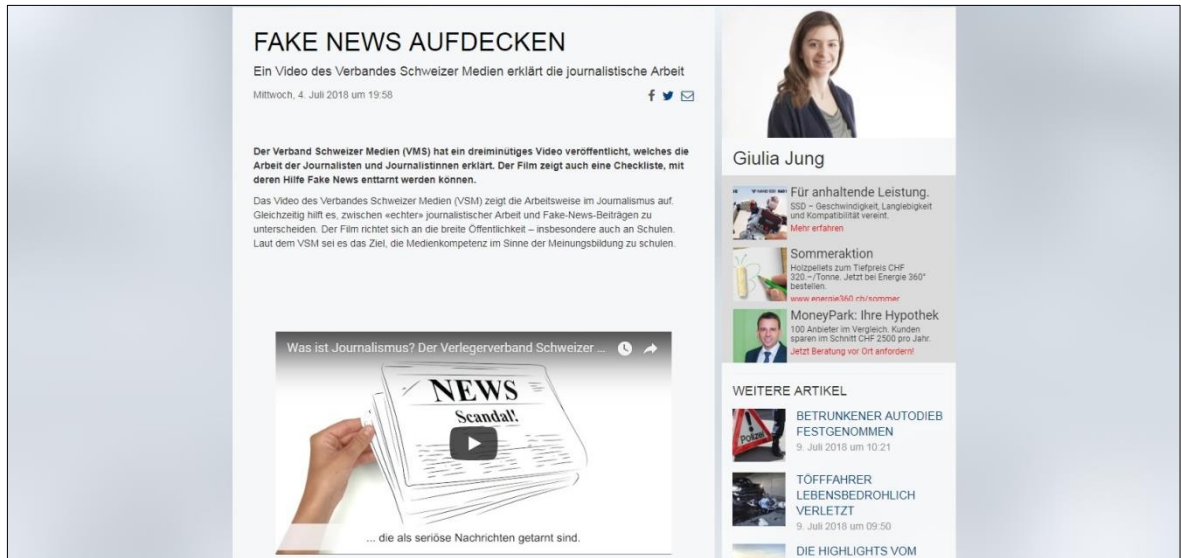 FAKE NEWS AUFDECKEN
Ein Video des Verbandes Schweizer Medien erklärt die journalistische Arbeit
Mittwoch, 4. Juli 2018 um 19:58
Der Verband Schweizer Medien (VMS) hat ein dreiminütiges Video veröffentlicht, welches die
Arbeit der Journalisten und Journalistinnen erklärt. Der Film zeigt auch eine Checkliste, mit
deren Hilfe Fake News enttarnt werden können.
Das Video des Verbandes Schweizer Medien (VSM) zeigt die Arbeitsweise im Journalismus auf.
Gleichzeitig hilft es, zwischen «echter» journalistischer Arbeit und Fake-News-Beiträgen zu
unterscheiden. Der Film richtet sich an die breite Öffentlichkeit – insbesondere auch an Schulen.
Laut dem VSM sei es das Ziel, die Medienkompetenz im Sinne der Meinungsbildung zu schulen.
Was ist Journalismus? Der Verlegerverband Schweizer ...
NEWS
Scandal!
... die als seriöse Nachrichten getarnt sind.
Giulia Jung
Für anhaltende Leistung.
SSD – Geschwindigkeit, Langlebigkeit
und Kompatibilität vereint.
Mehr erfahren
Sommeraktion
Holzpellets zum Tiefpreis CHF
320.–/Tonne. Jetzt bei Energie 360°
bestellen.
www.energie360.ch/sommer
MoneyPark: Ihre Hypothek
100 Anbieter im Vergleich. Kunden
sparen im Schnitt CHF 2500 pro Jahr.
Jetzt Beratung vor Ort anfordern!
WEITERE ARTIKEL
Polizei
BETRUNKENER AUTODIEB
FESTGENOMMEN
9. Juli 2018 um 10:21
TÖFFFAHRER
LEBENSBEDROHLICH
VERLETZT
9. Juli 2018 um 09:50
DIE HIGHLIGHTS VOM